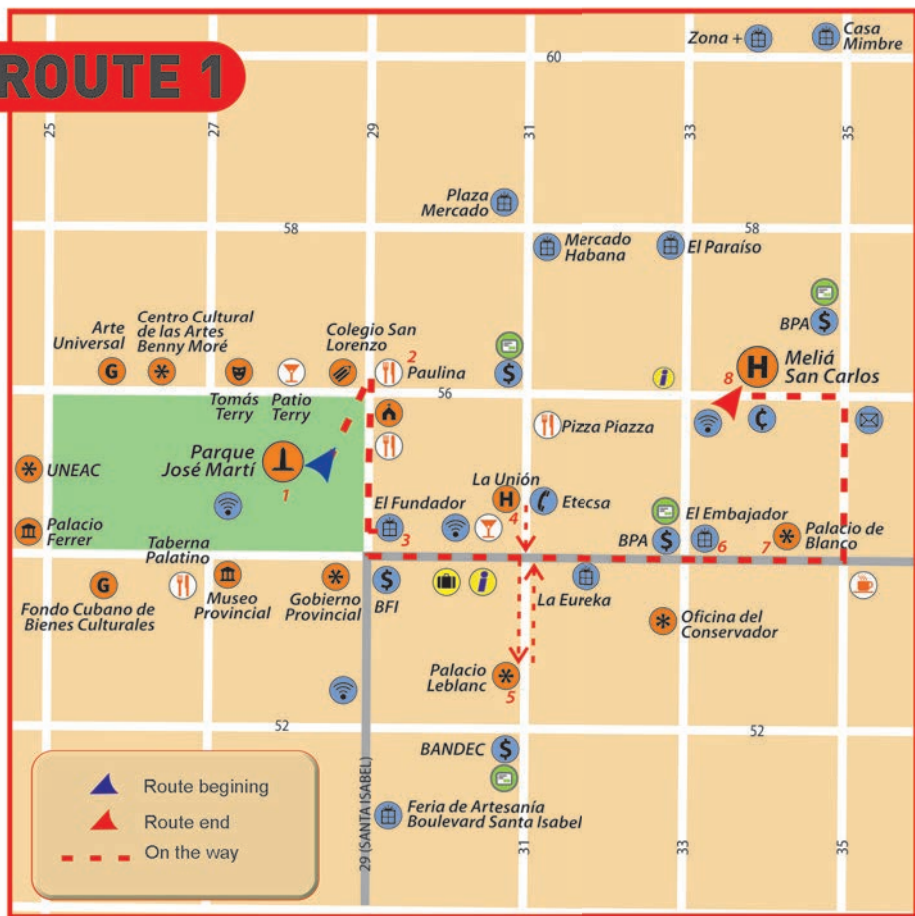 ROUTE 1
Zona +
Casa
Mimbre
60
25
27
29
31
33
35
Plaza
Mercado
58
58
Mercado
Habana
El Paraíso
Arte
Universal
Centro Cultural
de las Artes
Benny Moré
Colegio San
Lorenzo
2
Paulina
BPA
$
$
G
Tomás
Terry
Patio
Terry
56
56
i
8
H
Meliá
San Carlos
₵
Parque
José Martí
1
Pizza Piazza
UNEAC
La Unión
H
4
Etecsa
Palacio
Ferrer
El Fundador
3
BPA
$
El Embajador
6
7
Palacio de
Blanco
Taberna
Palatino
G
Fondo Cubano de
Bienes Culturales
Museo
Provincial
Gobierno
Provincial
$
BFI
i
La Eureka
Oficina del
Conservador
Palacio
Leblanc
5
52
52
BANDEC
$
Feria de Artesanía
Boulevard Santa Isabel
29 (SANTA ISABEL)
31
33
35
Route begining
Route end
On the way